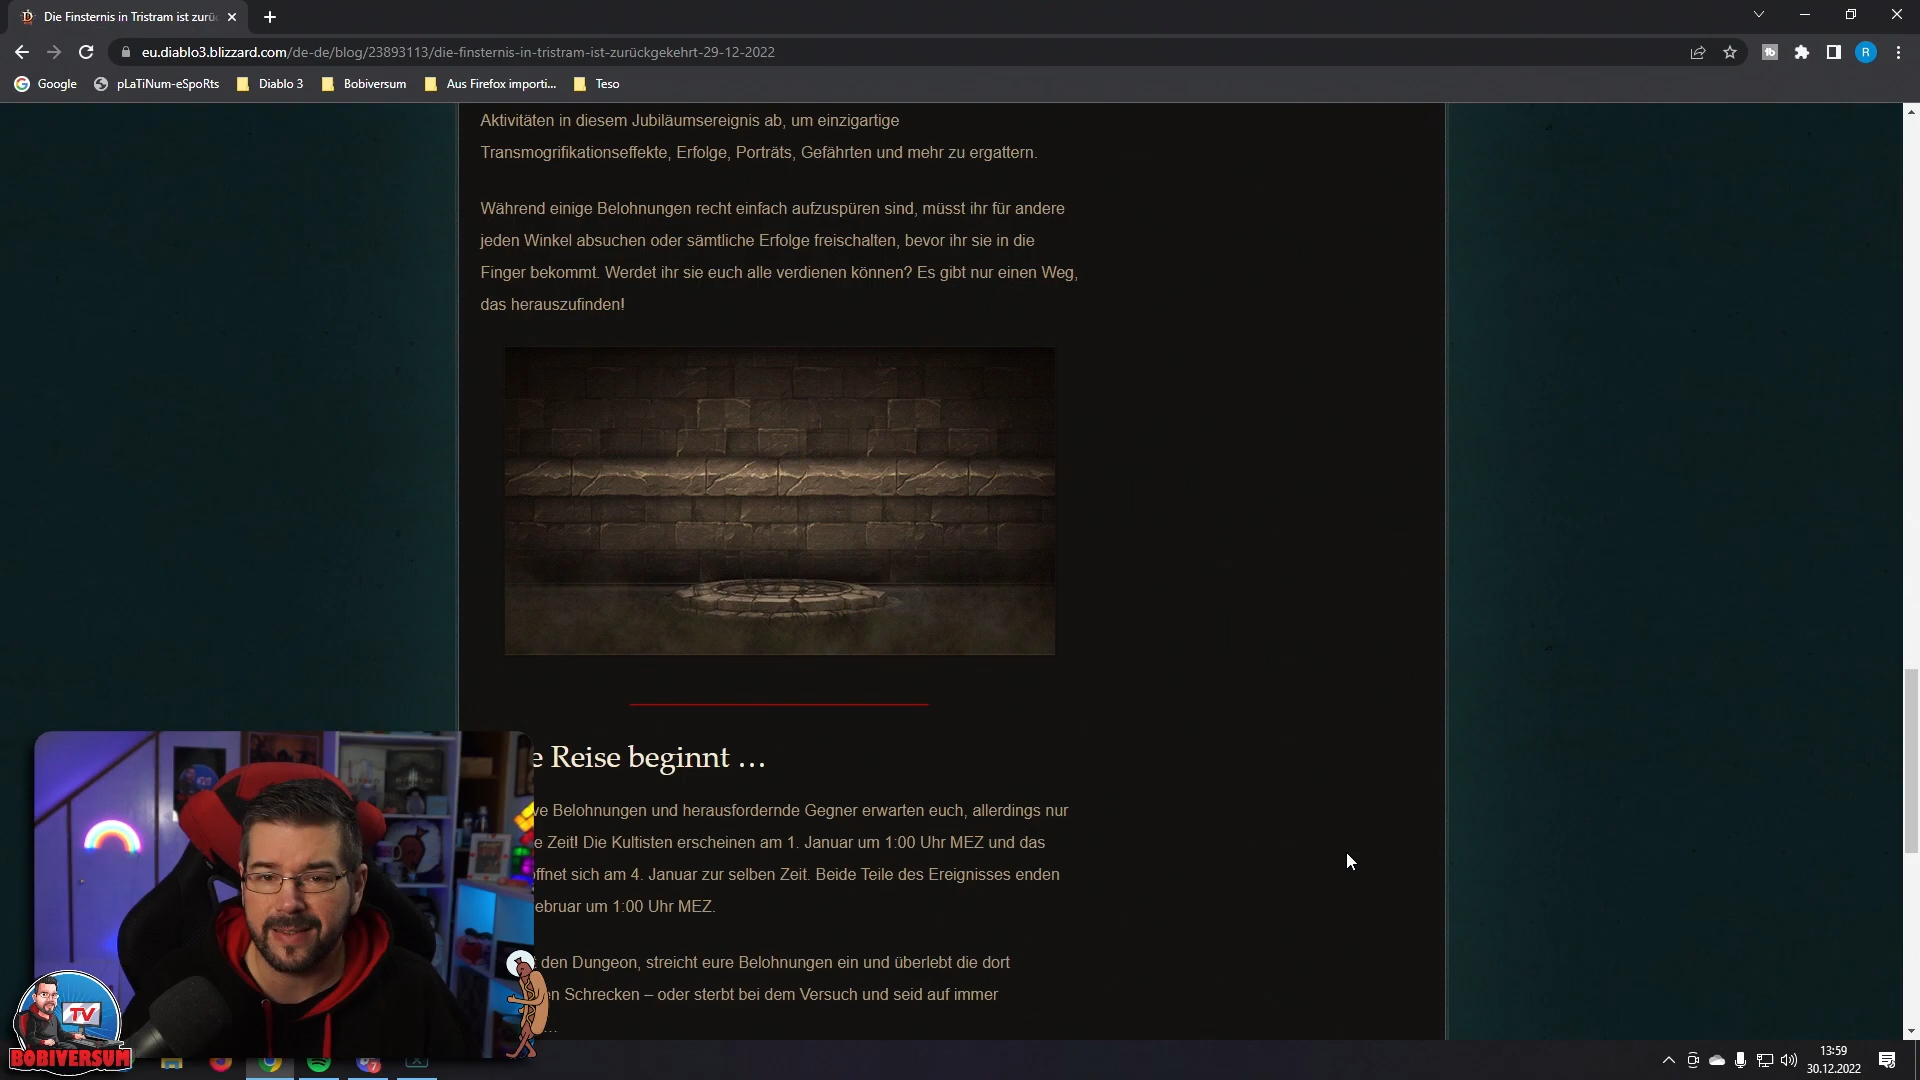 Die Finsternis in Tristram ist zurü
eu.diablo3.blizzard.com/de-de/blog/23893113/die-finsternis-in-tristram-ist-zurückgekehrt-29-12-2022
R
Google
pLaTiNum-eSpoRts
Diablo 3
Bobiversum
Aus Firefox importi...
Teso
Aktivitäten in diesem Jubiläumsereignis ab, um einzigartige
Transmogrifikationseffekte, Erfolge, Porträts, Gefährten und mehr zu ergattern.
Während einige Belohnungen recht einfach aufzuspüren sind, müsst ihr für andere
jeden Winkel absuchen oder sämtliche Erfolge freischalten, bevor ihr sie in die
Finger bekommt. Werdet ihr sie euch alle verdienen können? Es gibt nur einen Weg,
das herauszufinden!
e Reise beginnt …
ve Belohnungen und herausfordernde Gegner erwarten euch, allerdings nur
e Zeit! Die Kultisten erscheinen am 1. Januar um 1:00 Uhr MEZ und das
öffnet sich am 4. Januar zur selben Zeit. Beide Teile des Ereignisses enden
ebruar um 1:00 Uhr MEZ.
den Dungeon, streicht eure Belohnungen ein und überlebt die dort
en Schrecken – oder sterbt bei dem Versuch und seid auf immer
…
TV
BOBIVERSUM
7
13:59
30.12.2022